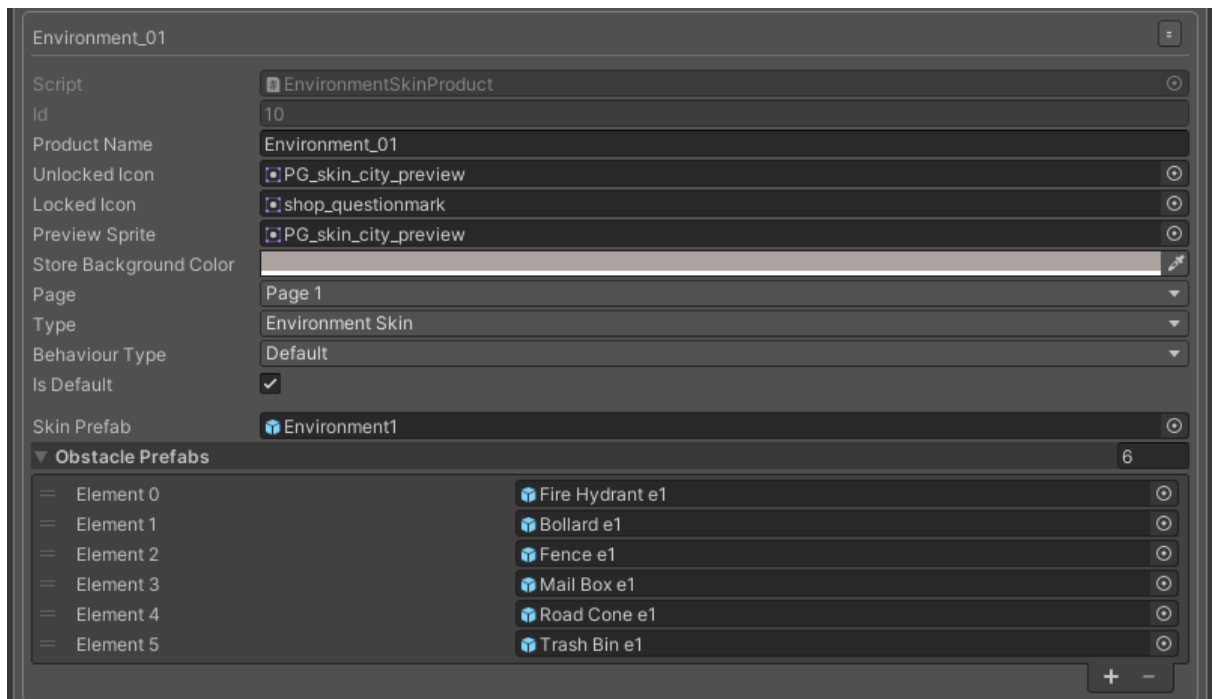 Environment_01
Script EnvironmentSkinProduct
Id 10
Product Name Environment_01
Unlocked Icon PG_skin_city_preview
Locked Icon shop_questionmark
Preview Sprite PG_skin_city_preview
Store Background Color
Page Page 1
Type Environment Skin
Behaviour Type Default
Is Default
Skin Prefab Environment1
Obstacle Prefabs 6
Element 0 Fire Hydrant e1
Element 1 Bollard e1
Element 2 Fence e1
Element 3 Mail Box e1
Element 4 Road Cone e1
Element 5 Trash Bin e1